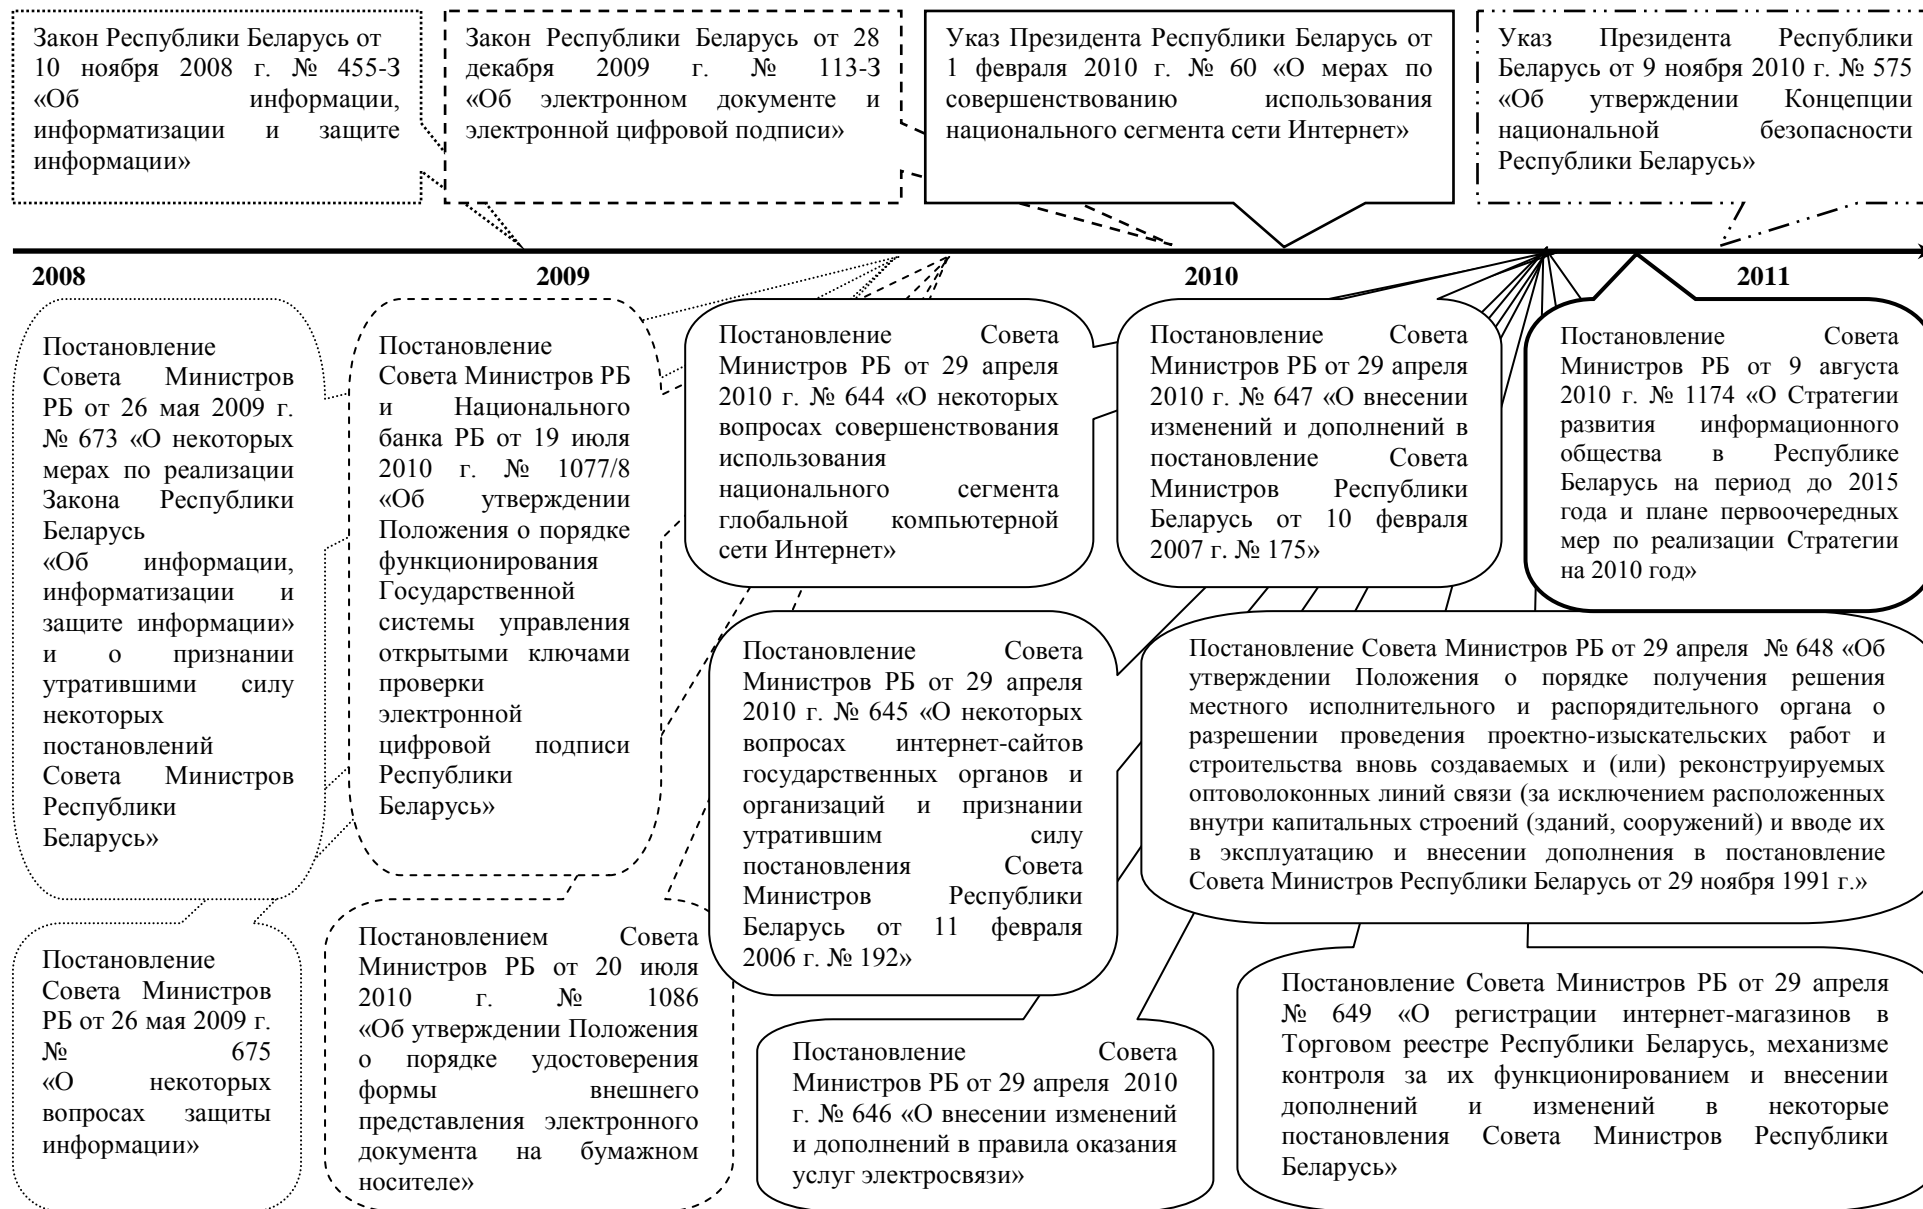 Закон Республики Беларусь от
10 ноября 2008 г. № 455-З
«Об информации,
информатизации и защите
информации»
Закон Республики Беларусь от 28
декабря 2009 г. № 113-З
«Об электронном документе и
электронной цифровой подписи»
Указ Президента Республики Беларусь от
1 февраля 2010 г. № 60 «О мерах по
совершенствованию использования
национального сегмента сети Интернет»
Указ Президента Республики
Беларусь от 9 ноября 2010 г. № 575
«Об утверждении Концепции
национальной безопасности
Республики Беларусь»
2008
2009
2010
2011
Постановление
Совета Министров
РБ от 26 мая 2009 г.
№ 673 «О некоторых
мерах по реализации
Закона Республики
Беларусь
«Об информации,
информатизации и
защите информации»
и о признании
утратившими силу
некоторых
постановлений
Совета Министров
Республики
Беларусь»
Постановление
Совета Министров РБ
и Национального
банка РБ от 19 июля
2010 г. № 1077/8
«Об утверждении
Положения о порядке
функционирования
Государственной
системы управления
открытыми ключами
проверки
электронной
цифровой подписи
Республики
Беларусь»
Постановление Совета
Министров РБ от 29 апреля
2010 г. № 644 «О некоторых
вопросах совершенствования
использования
национального сегмента
глобальной компьютерной
сети Интернет»
Постановление Совета
Министров РБ от 29 апреля
2010 г. № 647 «О внесении
изменений и дополнений в
постановление Совета
Министров Республики
Беларусь от 10 февраля
2007 г. № 175»
Постановление Совета
Министров РБ от 9 августа
2010 г. № 1174 «О Стратегии
развития информационного
общества в Республике
Беларусь на период до 2015
года и плане первоочередных
мер по реализации Стратегии
на 2010 год»
Постановление Совета
Министров РБ от 29 апреля
2010 г. № 645 «О некоторых
вопросах интернет-сайтов
государственных органов и
организаций и признании
утратившим силу
постановления Совета
Министров Республики
Беларусь от 11 февраля
2006 г. № 192»
Постановление Совета Министров РБ от 29 апреля № 648 «Об
утверждении Положения о порядке получения решения
местного исполнительного и распорядительного органа о
разрешении проведения проектно-изыскательских работ и
строительства вновь создаваемых и (или) реконструируемых
оптоволоконных линий связи (за исключением расположенных
внутри капитальных строений (зданий, сооружений) и вводе их
в эксплуатацию и внесении дополнения в постановление
Совета Министров Республики Беларусь от 29 ноября 1991 г.»
Постановление
Совета Министров
РБ от 26 мая 2009 г.
№ 675
«О некоторых
вопросах защиты
информации»
Постановлением Совета
Министров РБ от 20 июля
2010 г. № 1086
«Об утверждении Положения
о порядке удостоверения
формы внешнего
представления электронного
документа на бумажном
носителе»
Постановление Совета
Министров РБ от 29 апреля 2010
г. № 646 «О внесении изменений
и дополнений в правила оказания
услуг электросвязи»
Постановление Совета Министров РБ от 29 апреля
№ 649 «О регистрации интернет-магазинов в
Торговом реестре Республики Беларусь, механизме
контроля за их функционированием и внесении
дополнений и изменений в некоторые
постановления Совета Министров Республики
Беларусь»